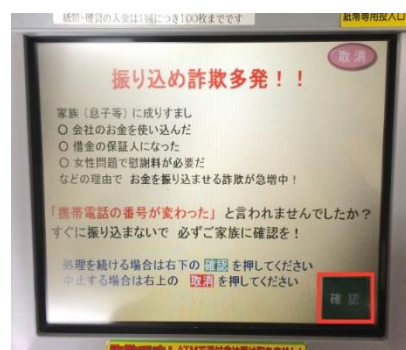 紙幣・硬貨の入金は1回につき100枚までです
紙幣専用投入口
取消
振り込め詐欺多発！！
家族（息子等）に成りすまし
○ 会社のお金を使い込んだ
○ 借金の保証人になった
○ 女性問題で慰謝料が必要だ
などの理由で お金を振り込ませる詐欺が急増中！
「携帯電話の番号が変わった」と言われませんでしたか？
すぐに振り込まないで 必ずご家族に確認を！
処理を続ける場合は右下の 確認 を押してください
中止する場合は右上の 取消 を押してください
確認